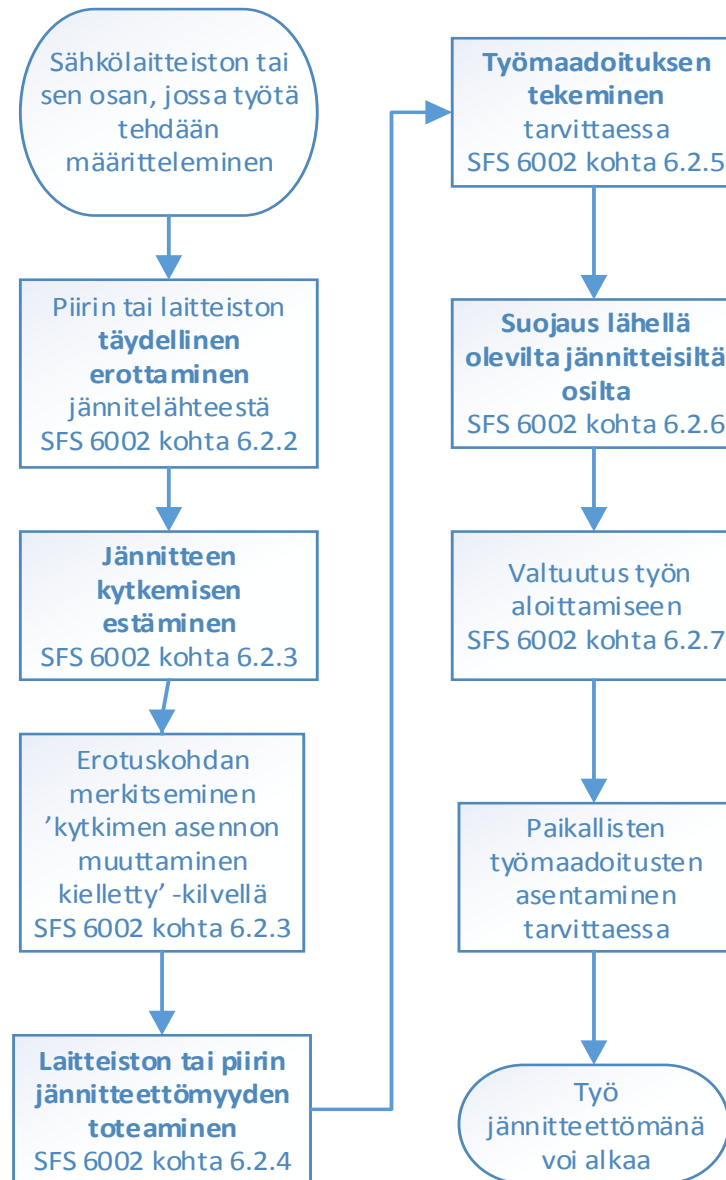 Sähkölaitteiston tai
sen osan, jossa työtä
tehdään
määritteleminen
Piirin tai laitteiston
täydellinen
erottaminen
jännitelähteestä
SFS 6002 kohta 6.2.2
Jännitteen
kytkemisen
estäminen
SFS 6002 kohta 6.2.3
Erotuskohdan
merkitseminen
’kytkimen asennon
muuttaminen
kielletty’ -kilvellä
SFS 6002 kohta 6.2.3
Laitteiston tai piirin
jännitteettömyyden
toteaminen
SFS 6002 kohta 6.2.4
Työmaadoituksen
tekeminen
tarvittaessa
SFS 6002 kohta 6.2.5
Suojaus lähellä
olevilta jännitteisiltä
osilta
SFS 6002 kohta 6.2.6
Valtuutus työn
aloittamiseen
SFS 6002 kohta 6.2.7
Paikallisten
työmaadoitusten
asentaminen
tarvittaessa
Työ
jännitteettömänä
voi alkaa